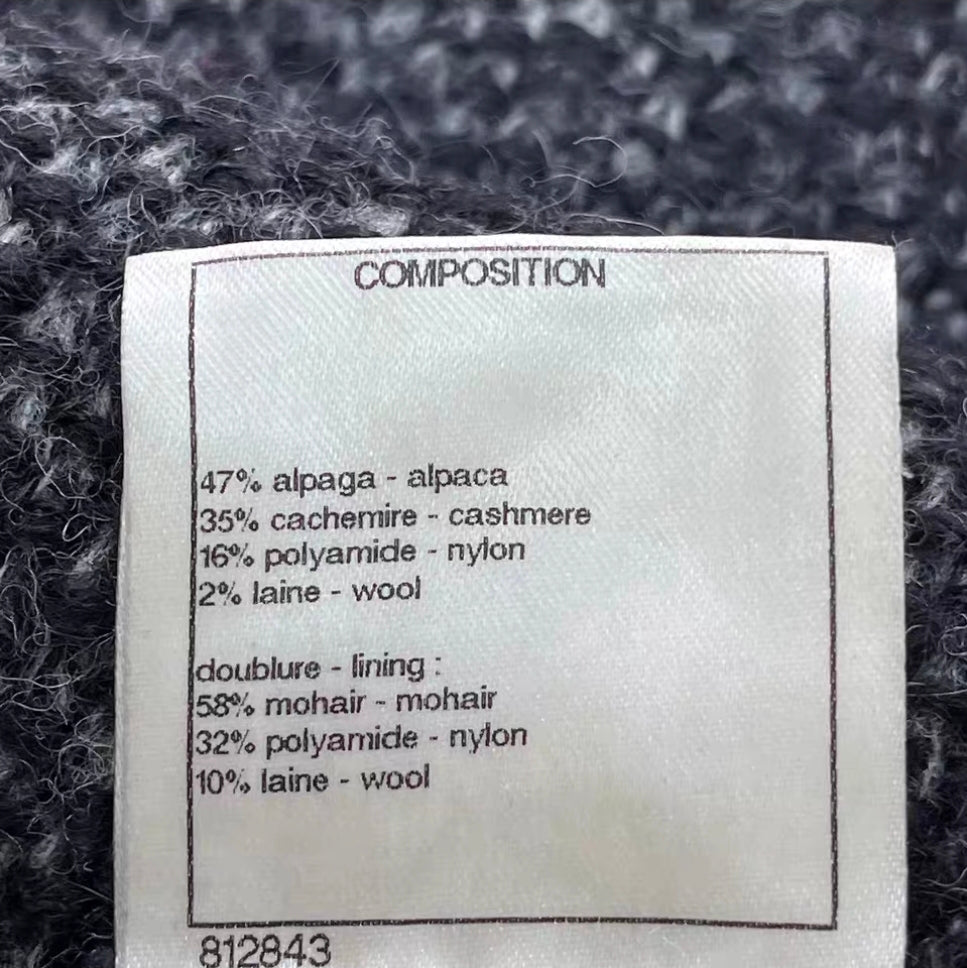 COMPOSITION
47% alpaga - alpaca
35% cachemire - cashmere
16% polyamide - nylon
2% laine - wool
doublure - lining :
58% mohair - mohair
32% polyamide - nylon
10% laine - wool
812843